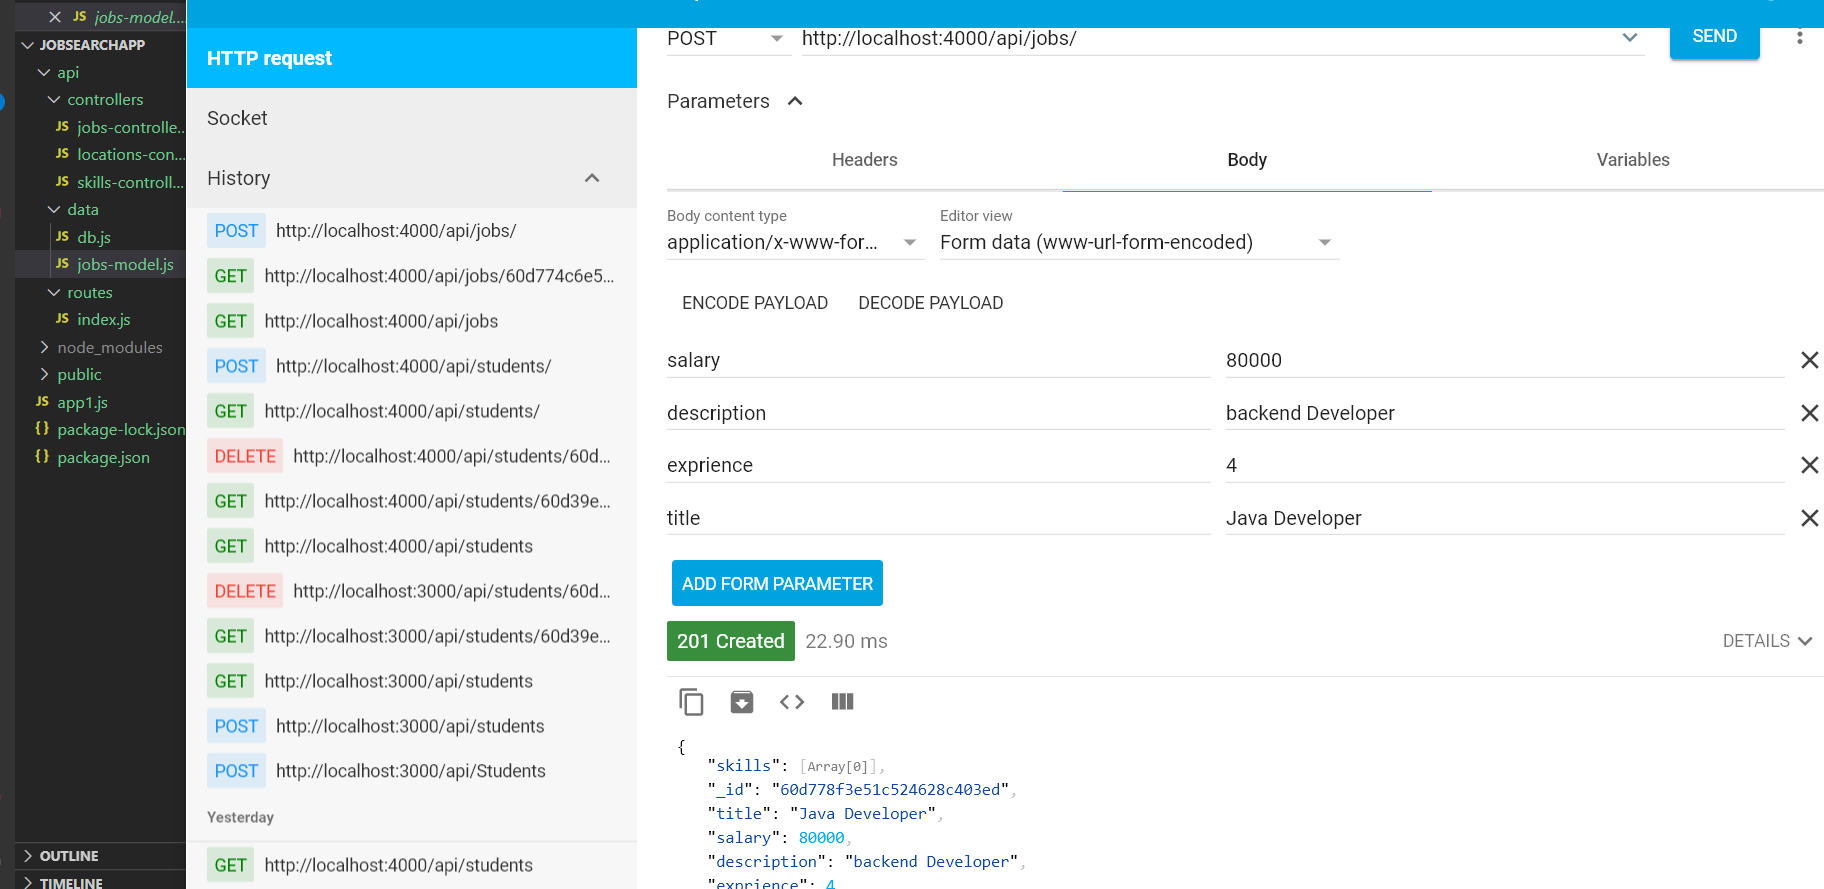 jobs-model....
JOBSEARCHAPP
api
controllers
jobs-controlle...
locations-con...
skills-controll...
data
db.js
jobs-model.js
routes
index.js
node_modules
public
app1.js
package-lock.json
package.json
OUTLINE
TIMELINE
HTTP request
Socket
History
POST http://localhost:4000/api/jobs/
GET http://localhost:4000/api/jobs/60d774c6e5...
GET http://localhost:4000/api/jobs
POST http://localhost:4000/api/students/
GET http://localhost:4000/api/students/
DELETE http://localhost:4000/api/students/60d...
GET http://localhost:4000/api/students/60d39e...
GET http://localhost:4000/api/students
DELETE http://localhost:3000/api/students/60d...
GET http://localhost:3000/api/students/60d39e...
GET http://localhost:3000/api/students
POST http://localhost:3000/api/students
POST http://localhost:3000/api/Students
Yesterday
GET http://localhost:4000/api/students
POST http://localhost:4000/api/jobs/ SEND
Parameters
Headers Body Variables
Body content type Editor view
application/x-www-for... Form data (www-url-form-encoded)
ENCODE PAYLOAD DECODE PAYLOAD
salary 80000
description backend Developer
exprience 4
title Java Developer
ADD FORM PARAMETER
201 Created 22.90 ms DETAILS
{
"skills": [Array[0]],
"_id": "60d778f3e51c524628c403ed",
"title": "Java Developer",
"salary": 80000,
"description": "backend Developer",
"exprience": 4